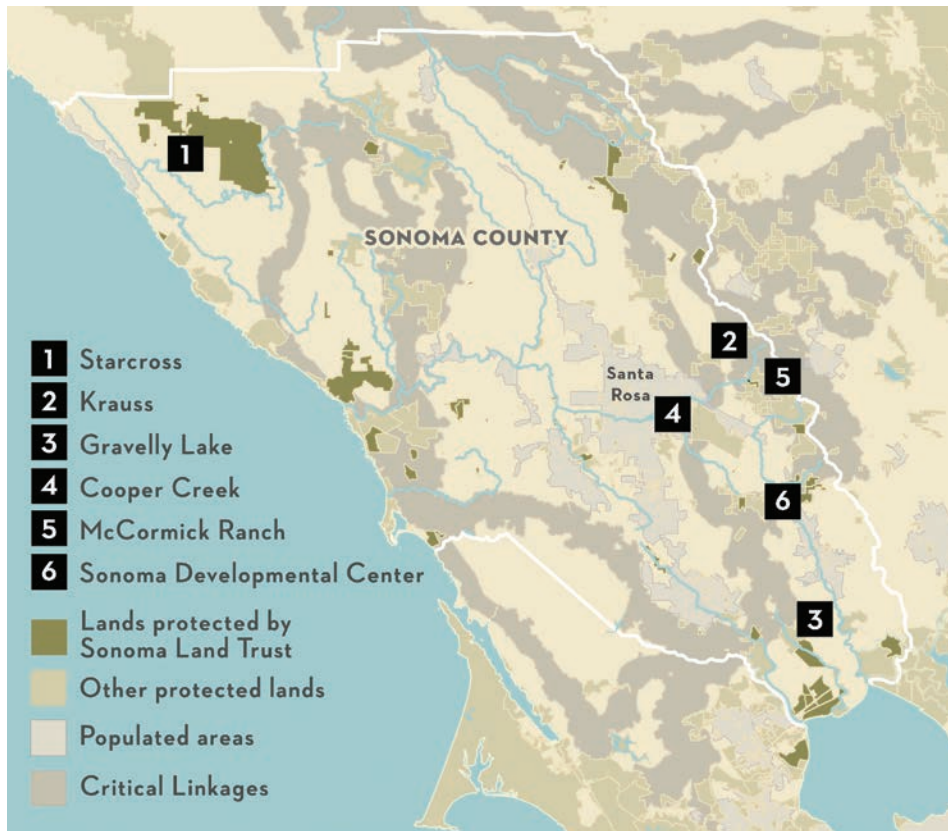 1
SONOMA COUNTY
2
Santa
Rosa
5
4
6
3
1 Starcross
2 Krauss
3 Gravelly Lake
4 Cooper Creek
5 McCormick Ranch
6 Sonoma Developmental Center
Lands protected by
Sonoma Land Trust
Other protected lands
Populated areas
Critical Linkages